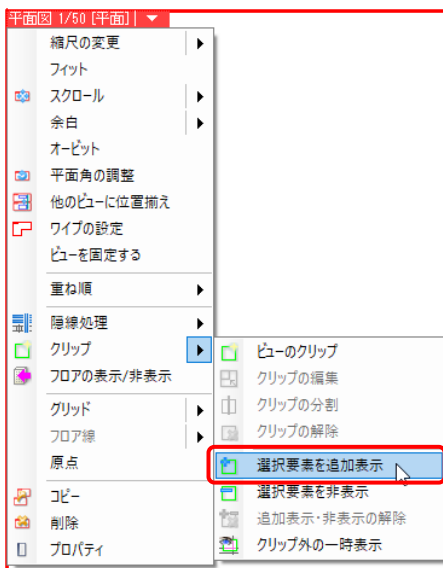 平面図 1/50 [平面]
縮尺の変更
フィット
スクロール
余白
オービット
平面角の調整
他のビューに位置揃え
ワイプの設定
ビューを固定する
重ね順
隠線処理
クリップ
フロアの表示/非表示
グリッド
フロア線
原点
コピー
削除
プロパティ
ビューのクリップ
クリップの編集
クリップの分割
クリップの解除
選択要素を追加表示
選択要素を非表示
追加表示・非表示の解除
クリップ外の一時表示